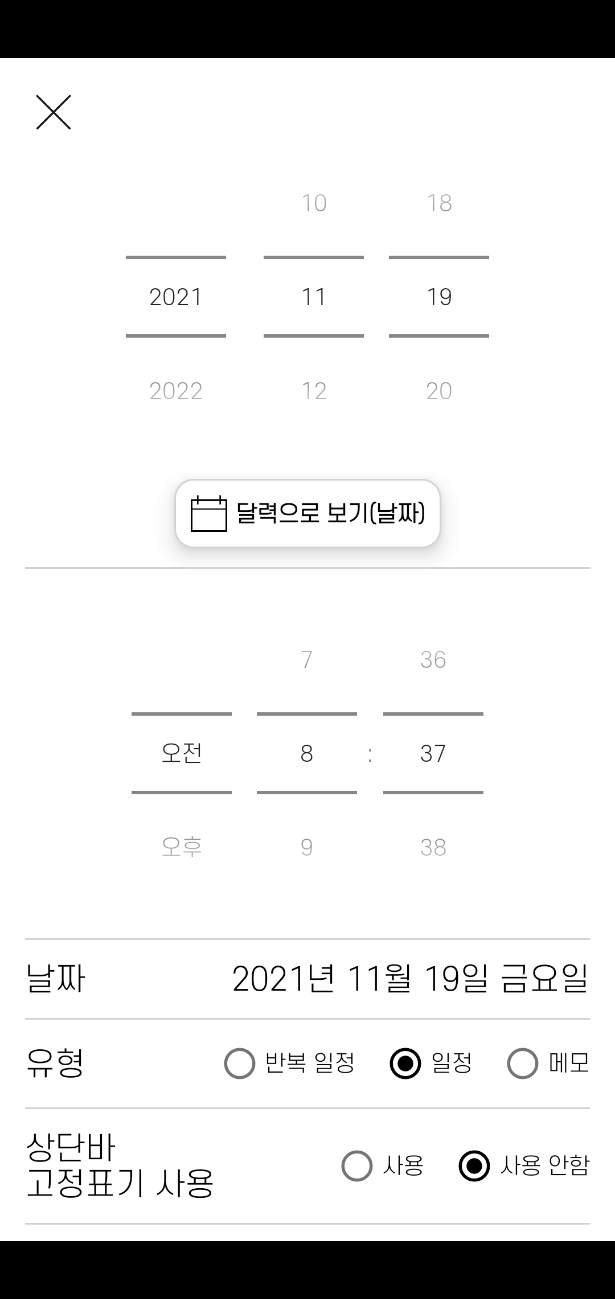 10 18
2021 11 19
2022 12 20
달력으로 보기(날짜)
7 36
오전 8 : 37
오후 9 38
날짜 2021년 11월 19일 금요일
유형 반복 일정 일정 메모
상단바
고정표기 사용 사용 사용 안함